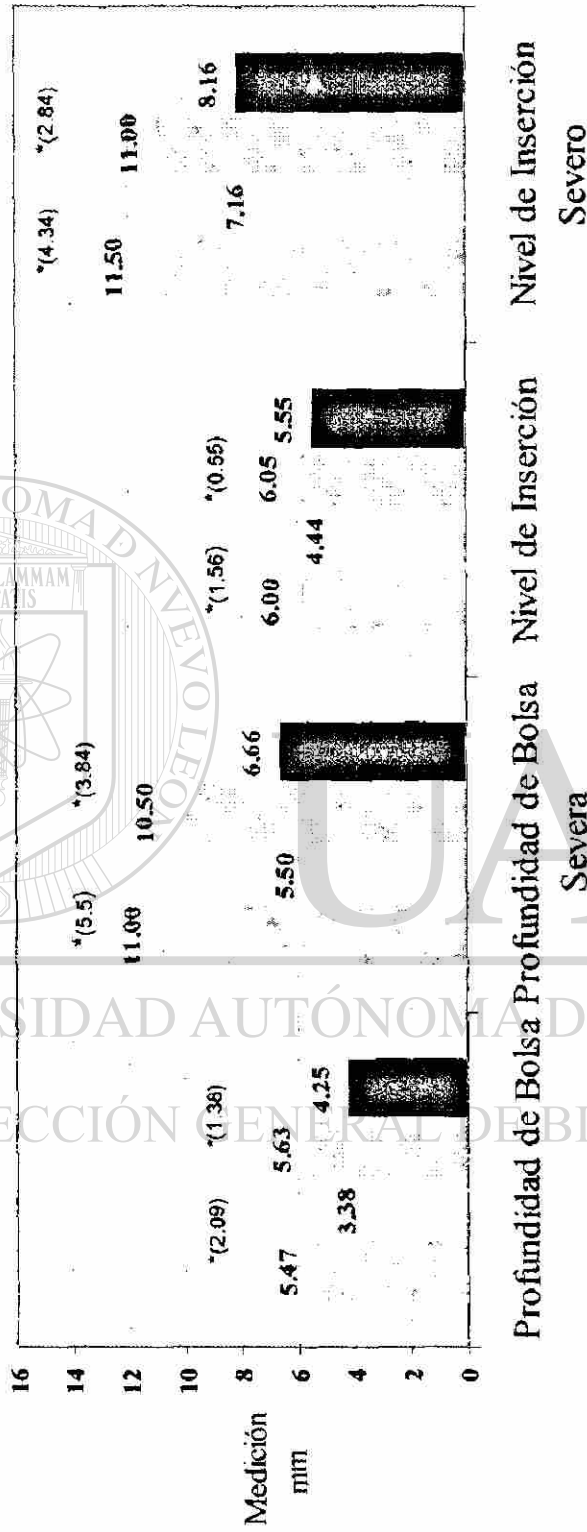 16
14
12
10
8
6
4
2
0
Medición
mm
*(2.09)
5.47
3.38
*(1.38)
5.63
4.25
*(5.5)
11.00
5.50
*(3.84)
10.50
6.66
*(1.56)
6.00
4.44
*(0.55)
6.05
5.55
*(4.34)
11.50
7.16
*(2.84)
11.00
8.16
Profundidad de Bolsa
Profundidad de Bolsa
Severa
Nivel de Inserción
Nivel de Inserción
Severo
UA
SIDAD AUTÓNOMA D
ECCIÓN GENERAL DE BI
NUEVO LEÓN